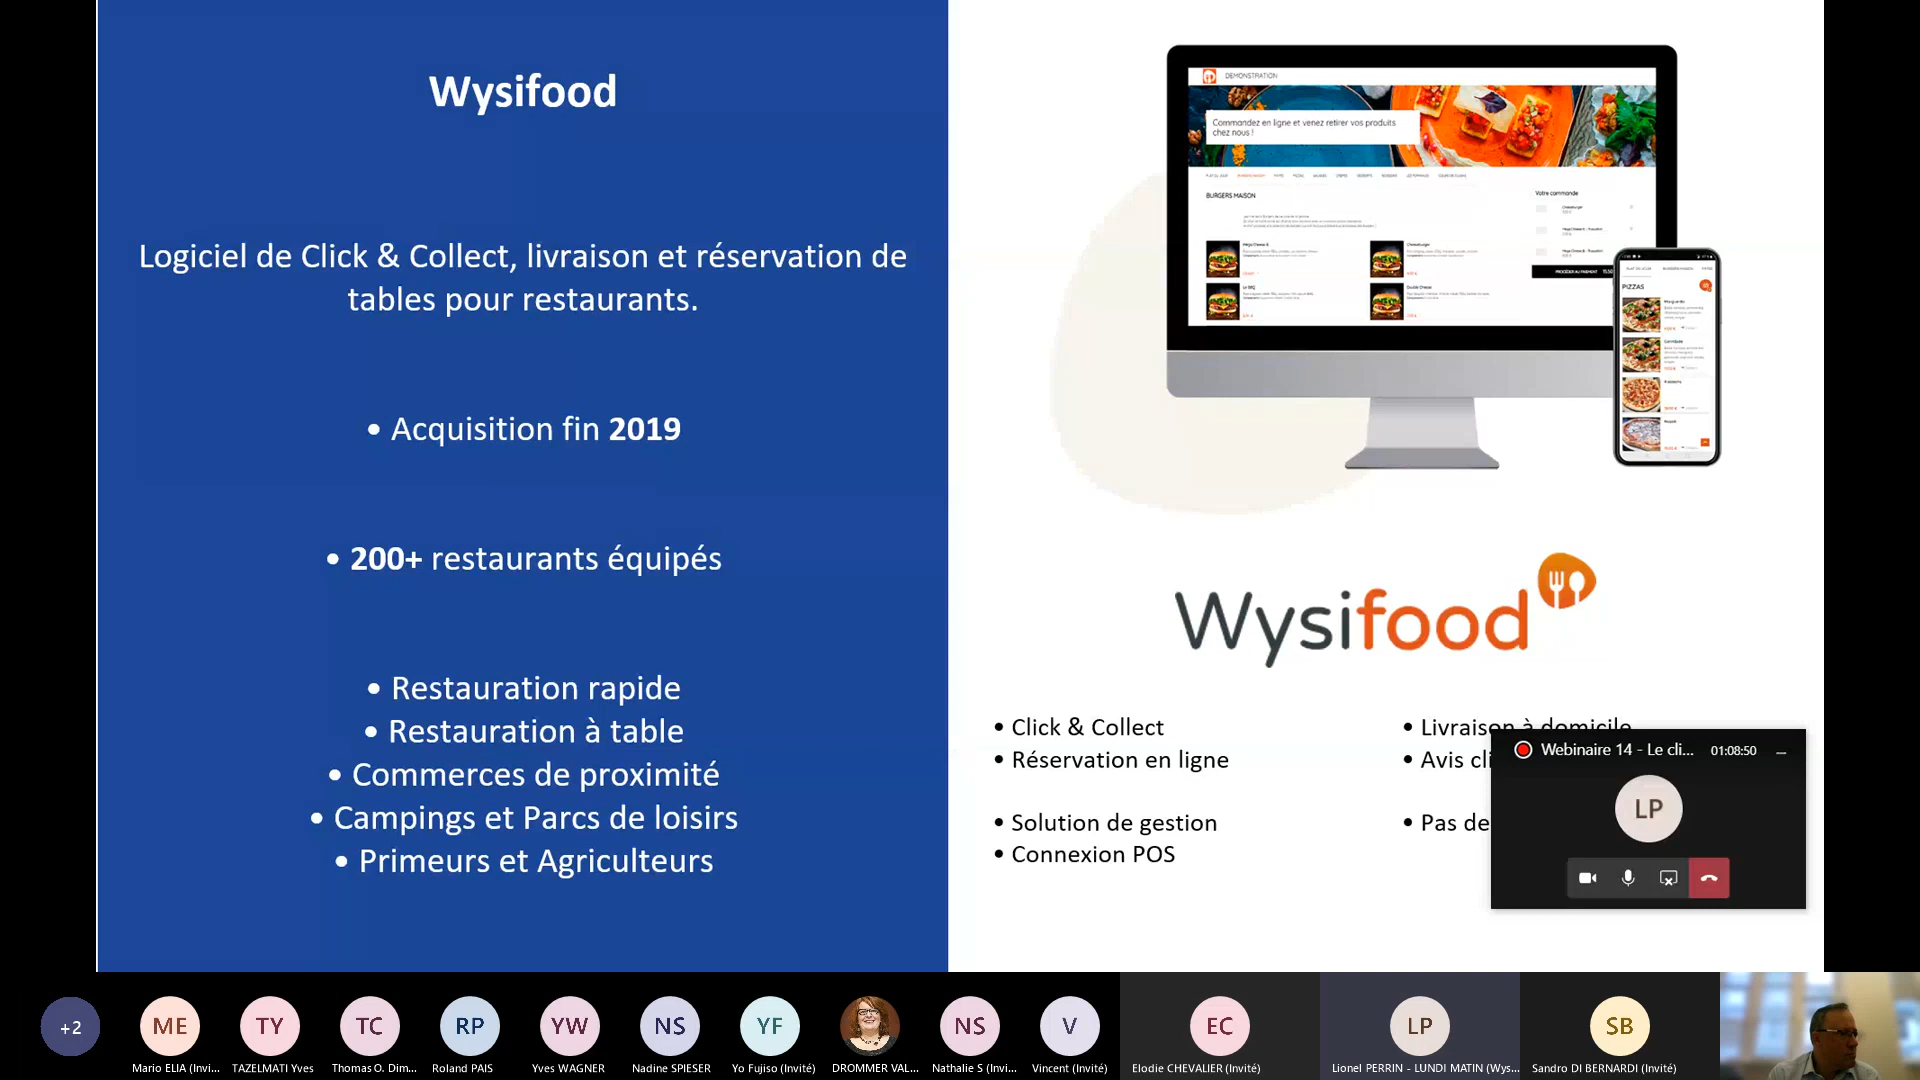 Wysifood
Logiciel de Click & Collect, livraison et réservation de
tables pour restaurants.
• Acquisition fin 2019
• 200+ restaurants équipés
• Restauration rapide
• Restauration à table
• Commerces de proximité
• Campings et Parcs de loisirs
• Primeurs et Agriculteurs
DEMONSTRATION
Commandez en ligne et venez retirer vos produits
chez nous !
BURGERS MAISON
Votre commande
PIZZAS
Wysifood
• Click & Collect
• Réservation en ligne
• Solution de gestion
• Connexion POS
• Livraison à domicile
• Avis cli
• Pas de
Webinaire 14 - Le cli... 01:08:50
LP
+2
ME
TY
TC
RP
YW
NS
YF
NS
V
EC
LP
SB
Mario ELIA (Invi...
TAZELMATI Yves
Thomas O. Dim...
Roland PAIS
Yves WAGNER
Nadine SPIESER
Yo Fujiso (Invité)
DROMMER VAL...
Nathalie S (Invi...
Vincent (Invité)
Elodie CHEVALIER (Invité)
Lionel PERRIN - LUNDI MATIN (Wys...
Sandro DI BERNARDI (Invité)